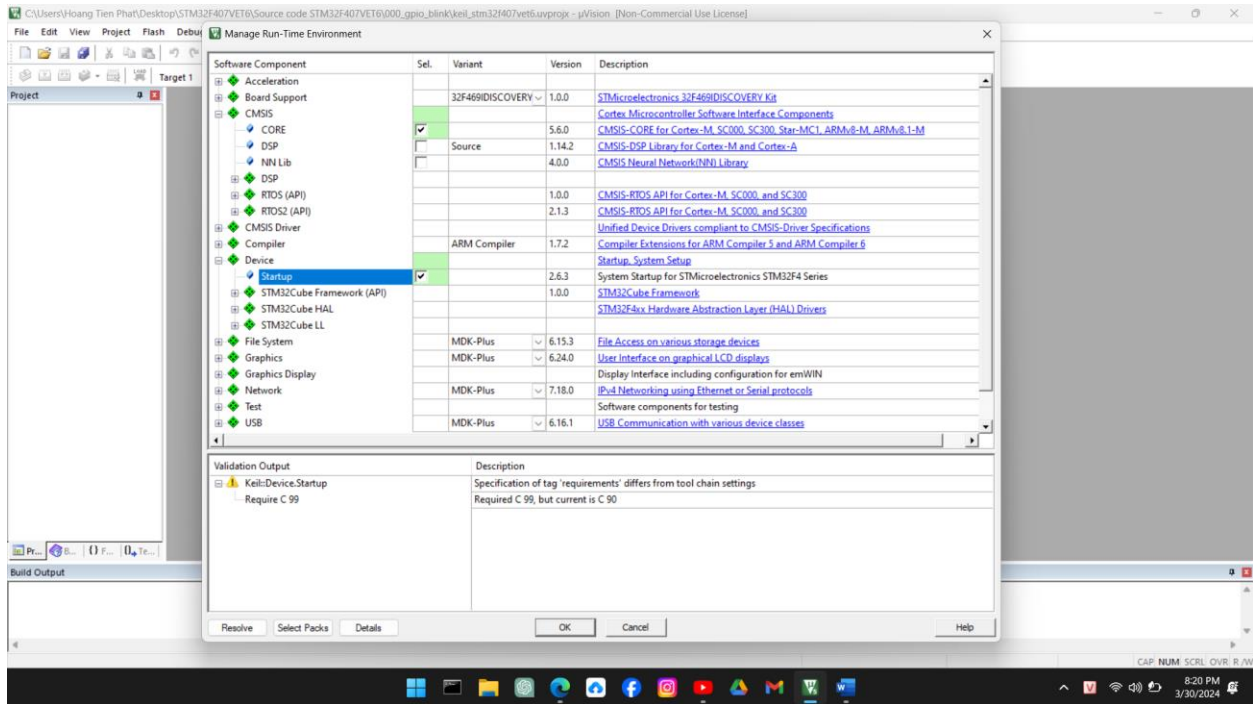 C:\Users\Hoang Tien Phat\Desktop\STM32F407VET6\Source code STM32F407VET6\000_gpio_blink\keil_stm32f407vet6.uvprojx - µVision [Non-Commercial Use License]
File Edit View Project Flash Debu
Manage Run-Time Environment
Target 1
Project
Software Component Sel. Variant Version Description
Acceleration
Board Support 32F469IDISCOVERY 1.0.0 STMicroelectronics 32F469IDISCOVERY Kit
CMSIS Cortex Microcontroller Software Interface Components
CORE 5.6.0 CMSIS-CORE for Cortex-M, SC000, SC300, Star-MC1, ARMv8-M, ARMv8.1-M
DSP Source 1.14.2 CMSIS-DSP Library for Cortex-M and Cortex-A
NN Lib 4.0.0 CMSIS Neural Network(NN) Library
DSP
RTOS (API) 1.0.0 CMSIS-RTOS API for Cortex-M, SC000, and SC300
RTOS2 (API) 2.1.3 CMSIS-RTOS API for Cortex-M, SC000, and SC300
CMSIS Driver Unified Device Drivers compliant to CMSIS-Driver Specifications
Compiler ARM Compiler 1.7.2 Compiler Extensions for ARM Compiler 5 and ARM Compiler 6
Device Startup, System Setup
Startup 2.6.3 System Startup for STMicroelectronics STM32F4 Series
STM32Cube Framework (API) 1.0.0 STM32Cube Framework
STM32Cube HAL STM32F4xx Hardware Abstraction Layer (HAL) Drivers
STM32Cube LL
File System MDK-Plus 6.15.3 File Access on various storage devices
Graphics MDK-Plus 6.24.0 User Interface on graphical LCD displays
Graphics Display Display Interface including configuration for emWIN
Network MDK-Plus 7.18.0 IPv4 Networking using Ethernet or Serial protocols
Test Software components for testing
USB MDK-Plus 6.16.1 USB Communication with various device classes
Validation Output Description
Keil::Device.Startup Specification of tag 'requirements' differs from tool chain settings
Require C 99 Required C 99, but current is C 90
Pr... B... {} F... Te...
Build Output
Resolve Select Packs Details OK Cancel Help
CAP NUM SCRL OVR R/W
8:20 PM
3/30/2024